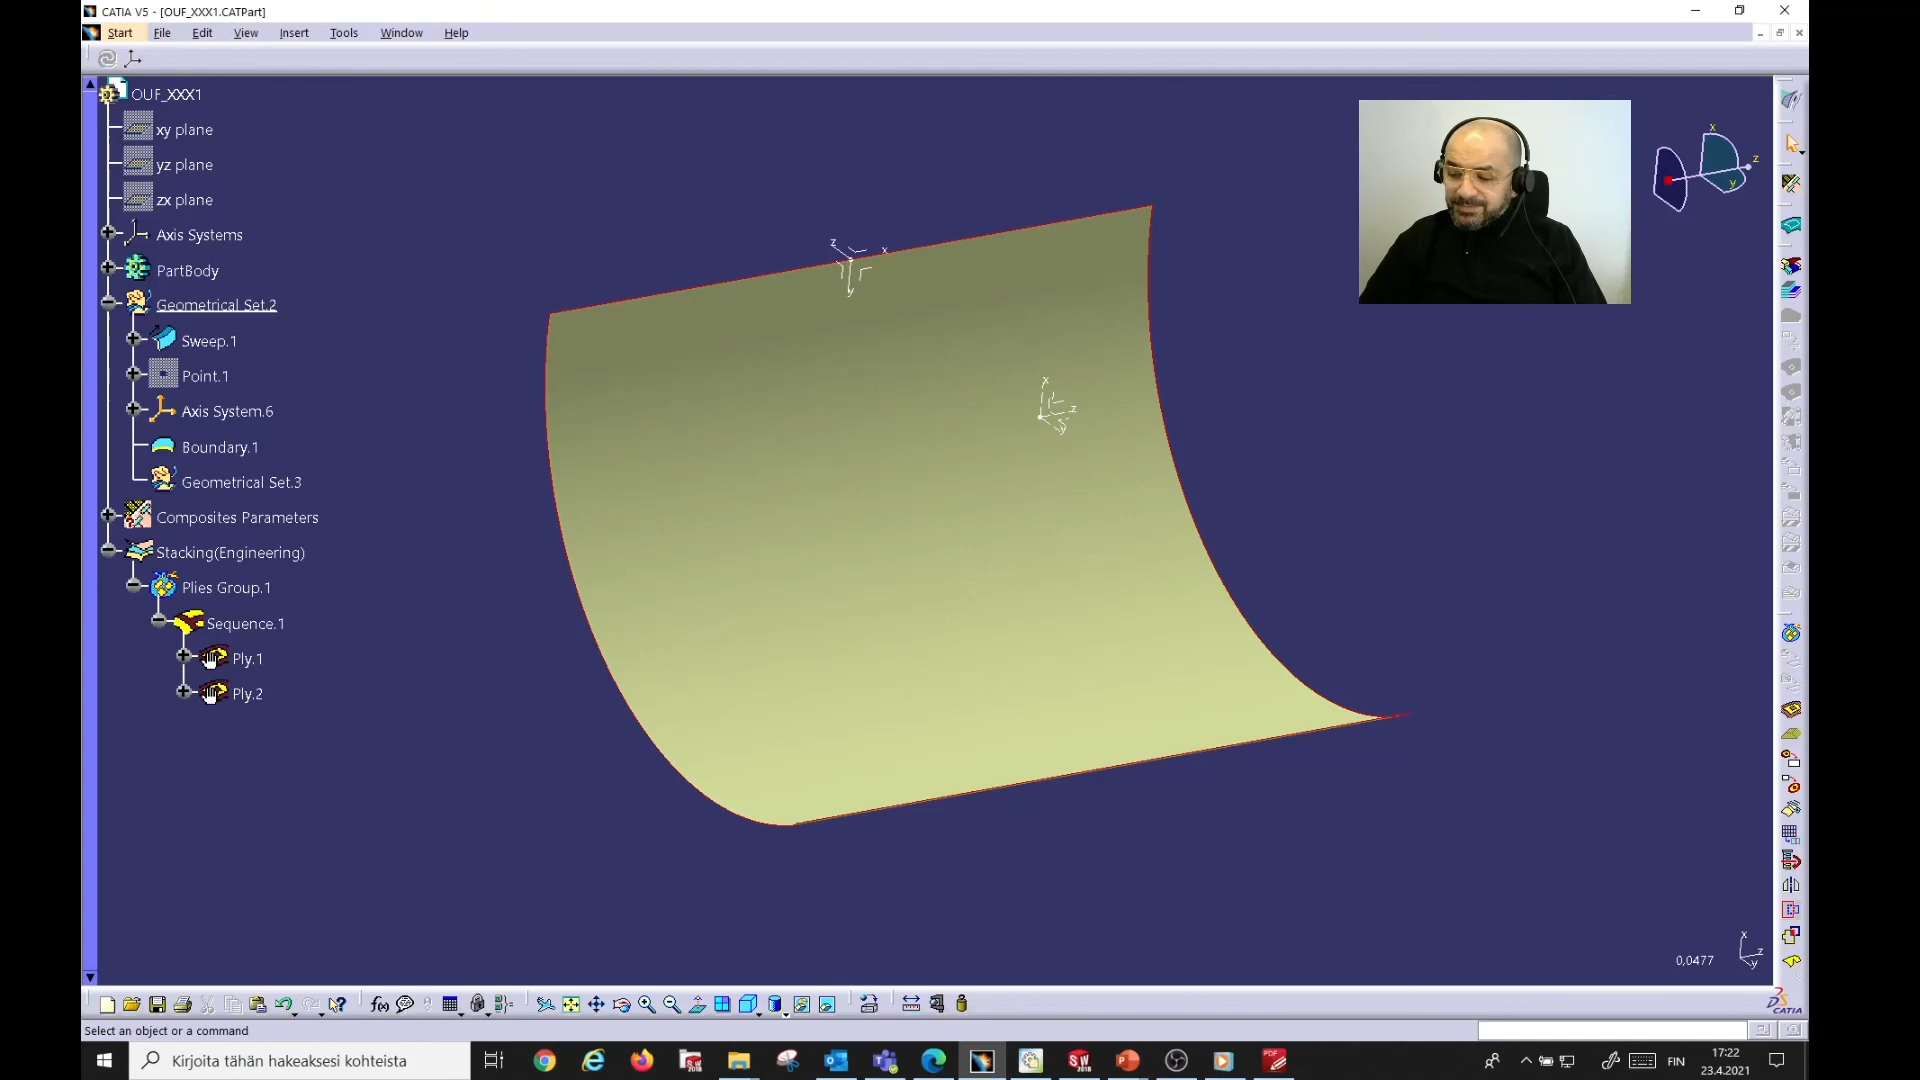 CATIA V5 - [OUF_XXX1.CATPart]
Start File Edit View Insert Tools Window Help
OUF_XXX1
xy plane
yz plane
zx plane
Axis Systems
PartBody
Geometrical Set.2
Sweep.1
Point.1
Axis System.6
Boundary.1
Geometrical Set.3
Composites Parameters
Stacking(Engineering)
Plies Group.1
Sequence.1
Ply.1
Ply.2
z x
y
x
z
y
x
z
y
x
z
y
0,0477
f(x)
CATIA
Select an object or a command
Kirjoita tähän hakeaksesi kohteista
FIN
17:22
23.4.2021